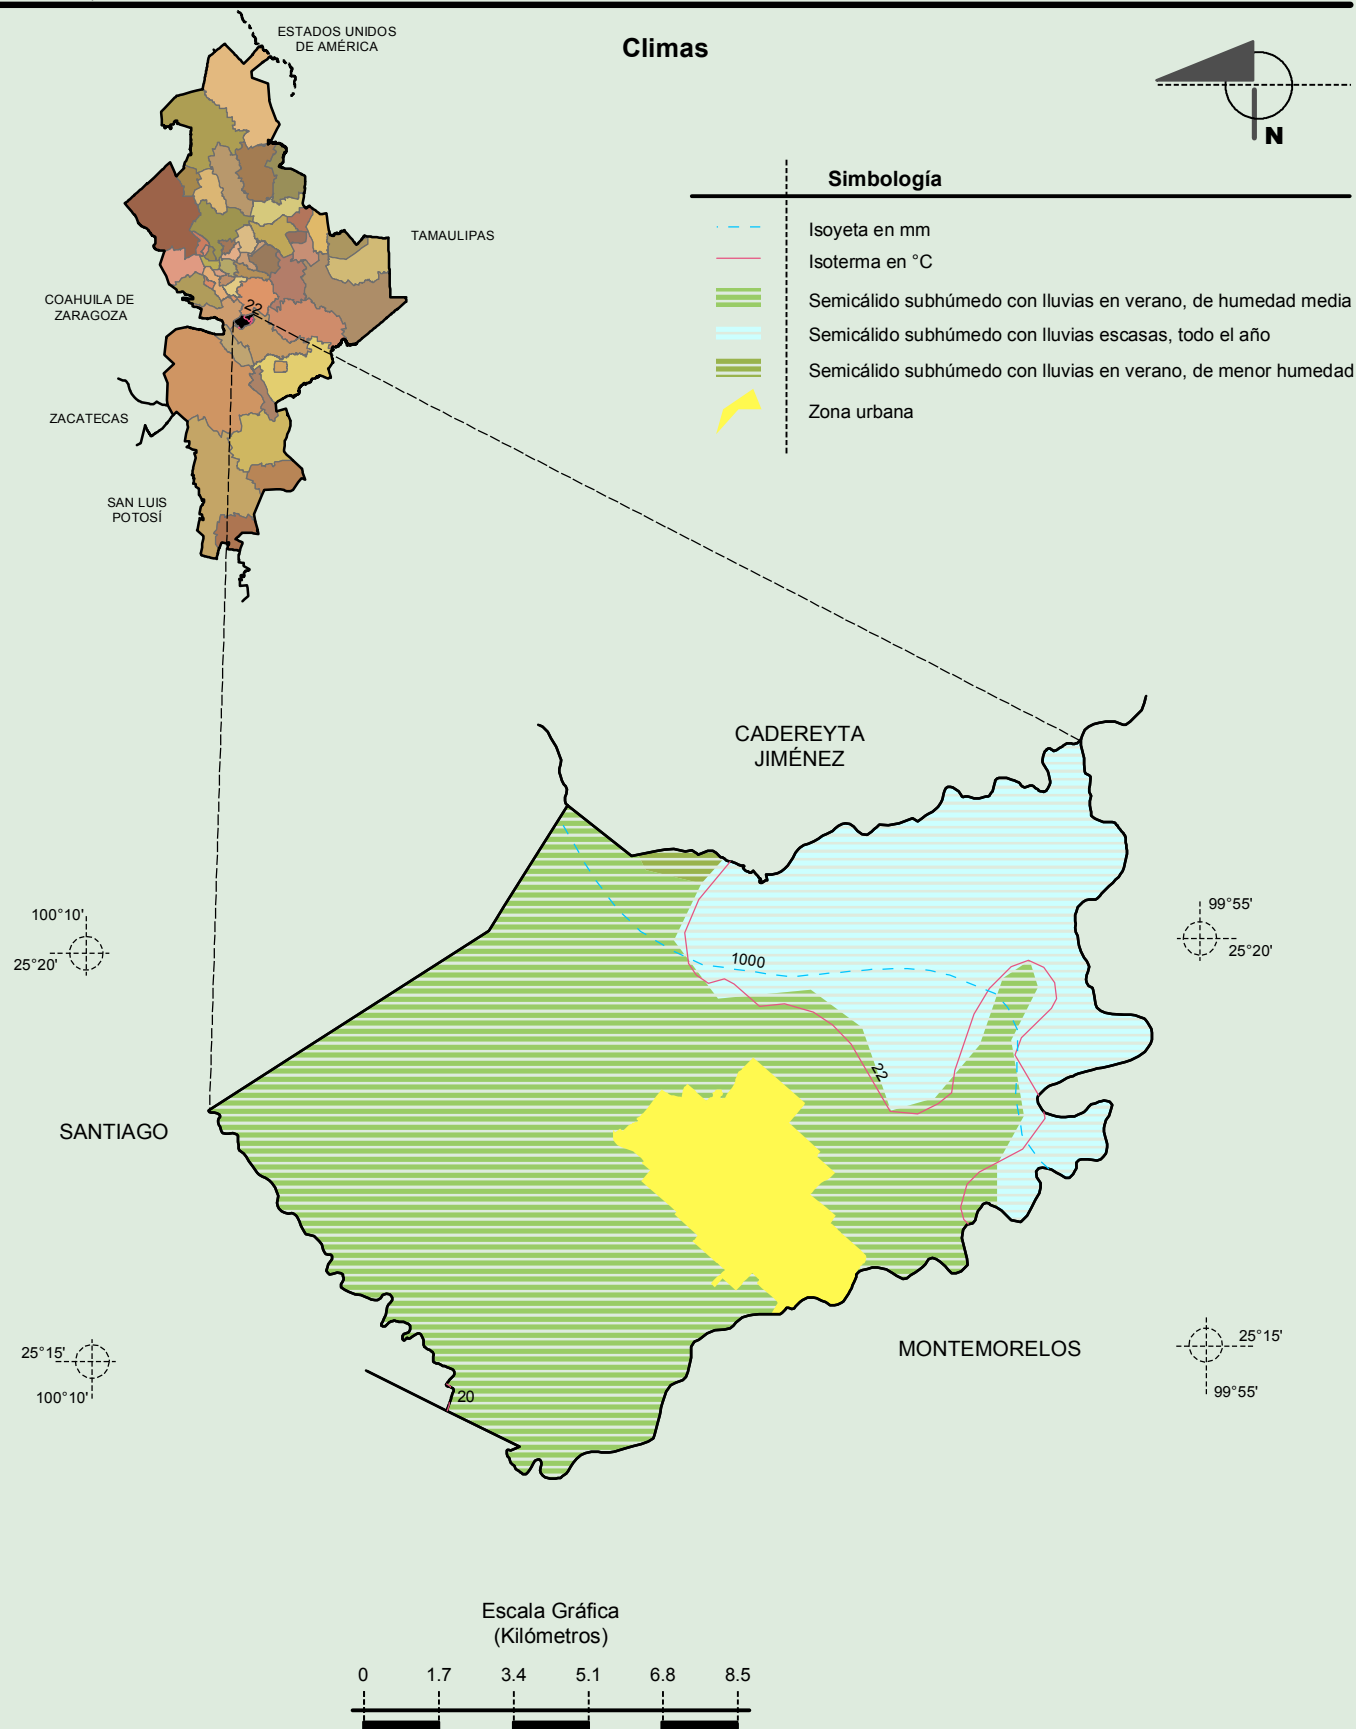 Climas
ESTADOS UNIDOS
DE AMÉRICA
N
Simbología
Isoyeta en mm
Isoterma en °C
Semicálido subhúmedo con lluvias en verano, de humedad media
Semicálido subhúmedo con lluvias escasas, todo el año
Semicálido subhúmedo con lluvias en verano, de menor humedad
Zona urbana
TAMAULIPAS
COAHUILA DE
ZARAGOZA
22
ZACATECAS
SAN LUIS
POTOSÍ
CADEREYTA
JIMÉNEZ
100°10'
25°20'
99°55'
25°20'
1000
22
SANTIAGO
MONTEMORELOS
25°15'
100°10'
25°15'
99°55'
20
Escala Gráfica
(Kilómetros)
0 1.7 3.4 5.1 6.8 8.5